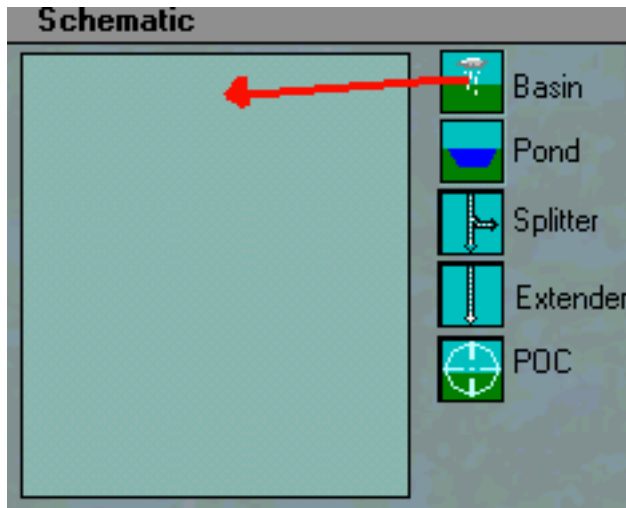 Schematic
Basin
Pond
Splitter
Extender
POC